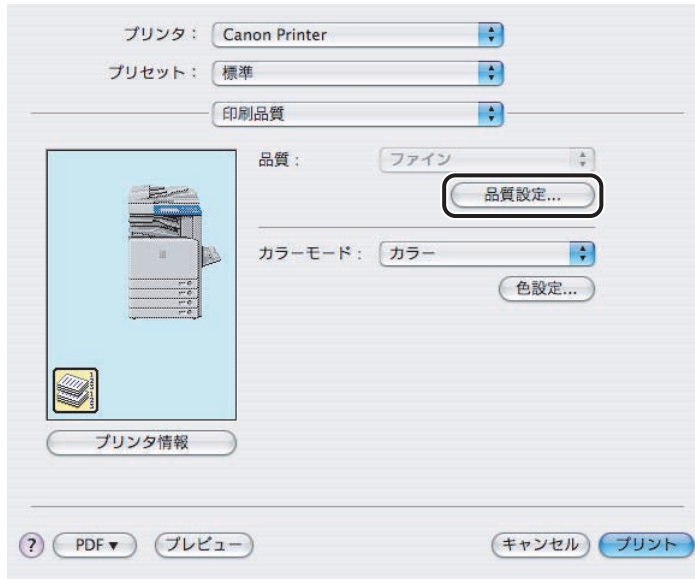 プリンタ： Canon Printer
プリセット： 標準
印刷品質
品質： ファイン
品質設定...
カラーモード： カラー
色設定...
プリンタ情報
? PDF▼ プレビュー キャンセル プリント